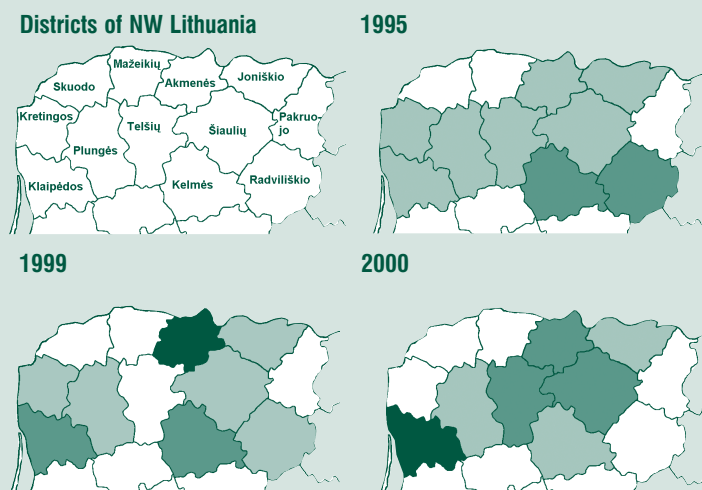 Districts of NW Lithuania
1995
Mažeikių
Skuodo
Akmenės
Joniškio
Kretingos
Telšių
Šiaulių
Pakruo-
jo
Plungės
Klaipėdos
Kelmės
Radviliškio
1999
2000